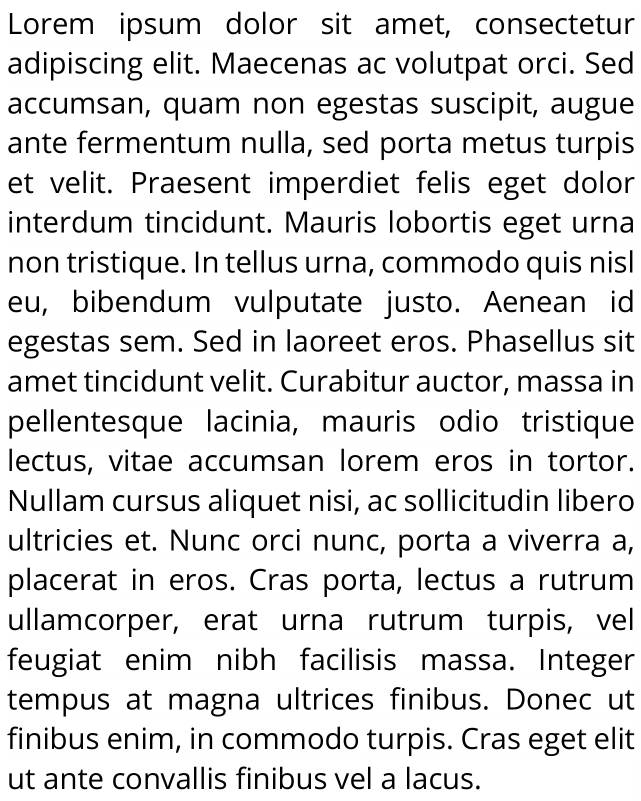 Lorem ipsum dolor sit amet, consectetur
adipiscing elit. Maecenas ac volutpat orci. Sed
accumsan, quam non egestas suscipit, augue
ante fermentum nulla, sed porta metus turpis
et velit. Praesent imperdiet felis eget dolor
interdum tincidunt. Mauris lobortis eget urna
non tristique. In tellus urna, commodo quis nisl
eu, bibendum vulputate justo. Aenean id
egestas sem. Sed in laoreet eros. Phasellus sit
amet tincidunt velit. Curabitur auctor, massa in
pellentesque lacinia, mauris odio tristique
lectus, vitae accumsan lorem eros in tortor.
Nullam cursus aliquet nisi, ac sollicitudin libero
ultricies et. Nunc orci nunc, porta a viverra a,
placerat in eros. Cras porta, lectus a rutrum
ullamcorper, erat urna rutrum turpis, vel
feugiat enim nibh facilisis massa. Integer
tempus at magna ultrices finibus. Donec ut
finibus enim, in commodo turpis. Cras eget elit
ut ante convallis finibus vel a lacus.